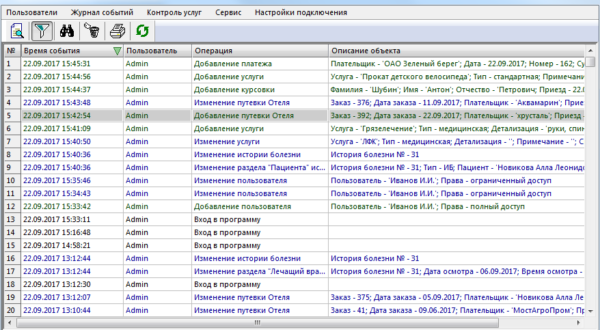 Пользователи Журнал событий Контроль услуг Сервис Настройки подключения
№ Время события Пользователь Операция Описание объекта
1 22.09.2017 15:45:31 Admin Добавление платежа Плательщик - 'ОАО Зеленый берег'; Дата - 22.09.2017; Номер - 162; Су
2 22.09.2017 15:44:56 Admin Добавление услуги Услуга - 'Прокат детского велосипеда'; Тип - стандартная; Примечани
3 22.09.2017 15:44:37 Admin Добавление курсовки Фамилия - 'Шубин'; Имя - 'Антон'; Отчество - 'Петрович'; Приезд - 22.0
4 22.09.2017 15:43:48 Admin Изменение путевки Отеля Заказ - 376; Дата заказа - 11.09.2017; Плательщик - 'Аквамарин'; Прие
5 22.09.2017 15:42:54 Admin Добавление путевки Отеля Заказ - 392; Дата заказа - 22.09.2017; Плательщик - 'хрусталь'; Приезд
6 22.09.2017 15:41:09 Admin Добавление услуги Услуга - 'Грязелечение'; Тип - медицинская; Детализация - 'руки, спин
7 22.09.2017 15:40:50 Admin Изменение услуги Услуга - 'ЛФК'; Тип - медицинская; Детализация - ''; Примечание - ''; С
8 22.09.2017 15:40:36 Admin Изменение истории болезни История болезни № - 31
9 22.09.2017 15:40:36 Admin Изменение раздела "Пациента" ис... История болезни № - 31; Тип - ИБ; Пациент - 'Новикова Алла Леонидо
10 22.09.2017 15:35:46 Admin Изменение пользователя Пользователь - 'Иванов И.И.'; Права - ограниченный доступ
11 22.09.2017 15:34:43 Admin Изменение пользователя Пользователь - 'Иванов И.И.'; Права - ограниченный доступ
12 22.09.2017 15:33:42 Admin Добавление пользователя Пользователь - 'Иванов И.И.'; Права - полный доступ
13 22.09.2017 15:33:11 Admin Вход в программу
14 22.09.2017 15:16:48 Admin Вход в программу
15 22.09.2017 14:58:21 Admin Вход в программу
16 22.09.2017 13:12:44 Admin Изменение истории болезни История болезни № - 31
17 22.09.2017 13:12:44 Admin Изменение раздела "Лечащий вра... История болезни № - 31; Дата осмотра - 06.09.2017; Время осмотра -
18 22.09.2017 13:12:30 Admin Вход в программу
19 22.09.2017 13:12:07 Admin Изменение путевки Отеля Заказ - 375; Дата заказа - 05.09.2017; Плательщик - 'Новикова Алла Ле
20 22.09.2017 13:10:44 Admin Изменение путевки Отеля Заказ - 41; Дата заказа - 09.06.2017; Плательщик - 'МостАгроПром'; Пр